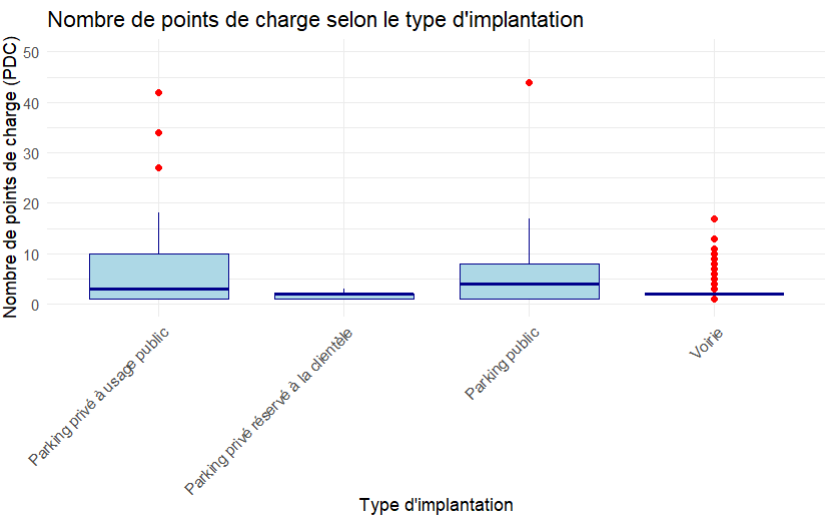 Nombre de points de charge selon le type d'implantation
Nombre de points de charge (PDC)
50
40
30
20
10
0
Parking privé à usage public
Parking privé réservé à la clientèle
Parking public
Voirie
Type d'implantation